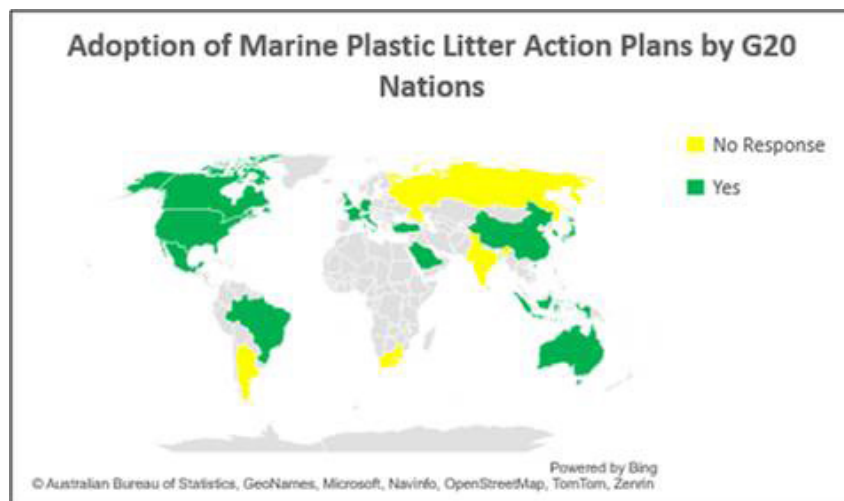 Adoption of Marine Plastic Litter Action Plans by G20
Nations
No Response
Yes
Powered by Bing
© Australian Bureau of Statistics, GeoNames, Microsoft, Navinfo, OpenStreetMap, TomTom, Zenrin